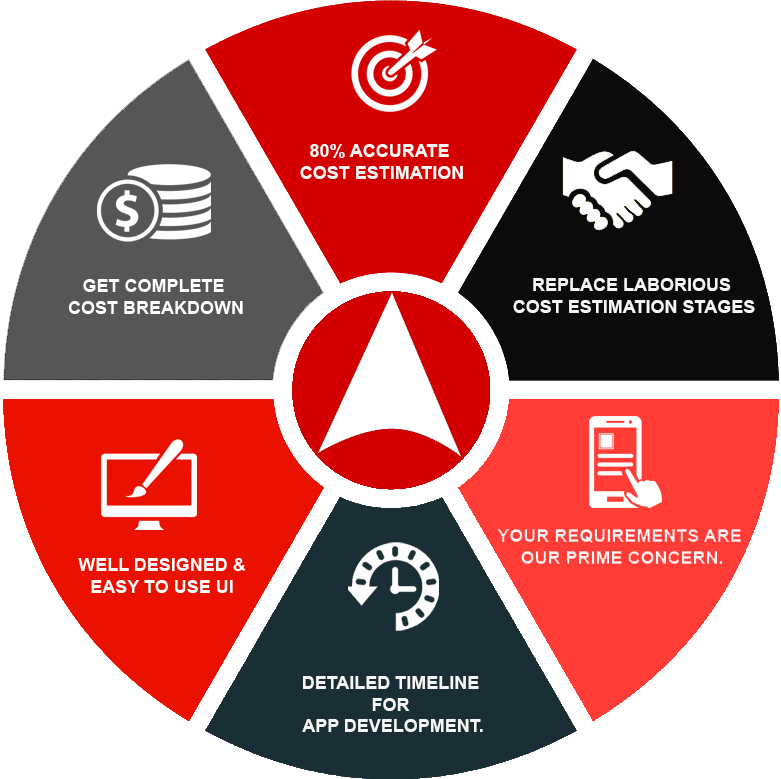 80% ACCURATE
COST ESTIMATION
REPLACE LABORIOUS
COST ESTIMATION STAGES
YOUR REQUIREMENTS ARE
OUR PRIME CONCERN.
DETAILED TIMELINE
FOR
APP DEVELOPMENT.
WELL DESIGNED &
EASY TO USE UI
$
GET COMPLETE
COST BREAKDOWN